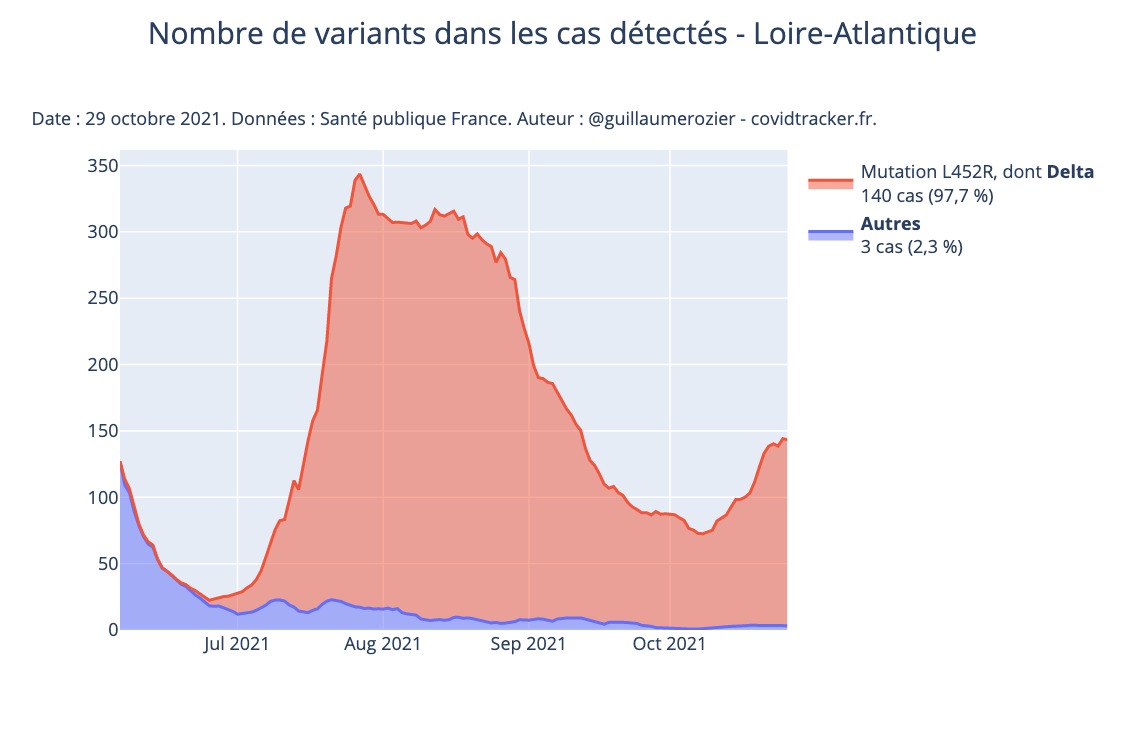 Nombre de variants dans les cas détectés - Loire-Atlantique
Date : 29 octobre 2021. Données : Santé publique France. Auteur : @guillaumerozier - covidtracker.fr.
350
300
250
200
150
100
50
0
Jul 2021 Aug 2021 Sep 2021 Oct 2021
Mutation L452R, dont Delta
140 cas (97,7 %)
Autres
3 cas (2,3 %)